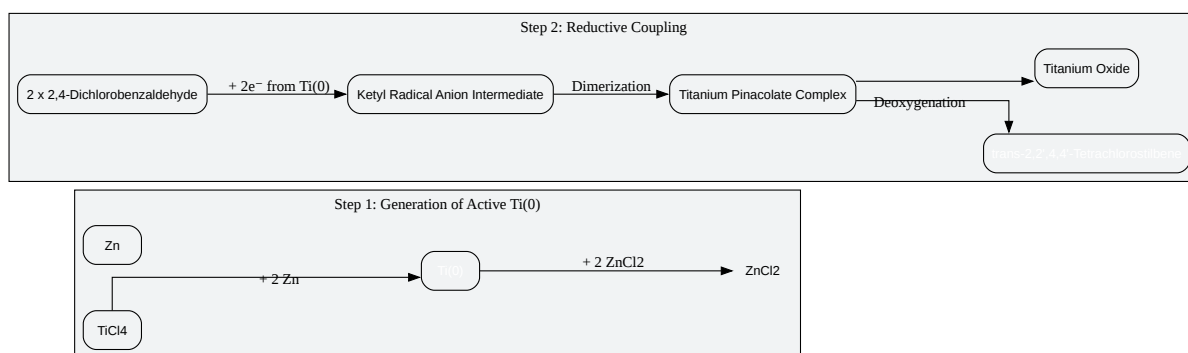 Step 2: Reductive Coupling
2 x 2,4-Dichlorobenzaldehyde
+ 2e⁻ from Ti(0)
Ketyl Radical Anion Intermediate
Dimerization
Titanium Pinacolate Complex
Deoxygenation
Titanium Oxide
trans-2,2',4,4'-Tetrachlorostilbene
Step 1: Generation of Active Ti(0)
Zn
TiCl4
+ 2 Zn
Ti(0)
+ 2 ZnCl2
ZnCl2